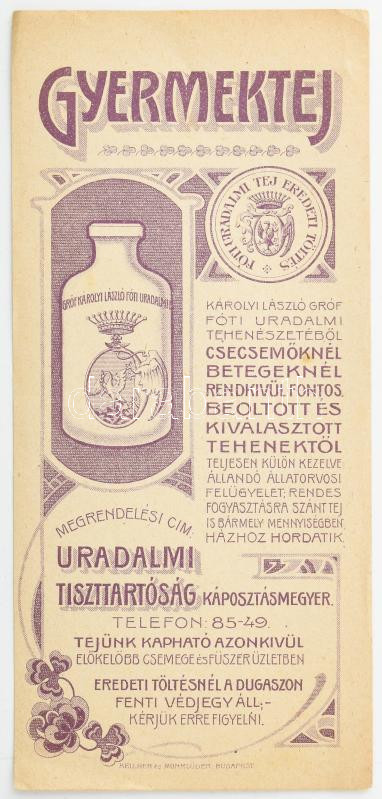 GYERMEKTEJ
FÓTI URADALMI TEJ EREDETI TÖLTÉS
GRÓF KÁROLYI LÁSZLÓ FÓTI URADALMI
KÁROLYI LÁSZLÓ GRÓF
FÓTI URADALMI
TEHENÉSZETÉBŐL
CSECSEMŐKNÉL
BETEGEKNÉL
RENDKIVÜL FONTOS.
BEOLTOTT ÉS
KIVÁLASZTOTT
TEHENEKTŐL
TELJESEN KÜLÖN KEZELVE
ÁLLANDÓ ÁLLATORVOSI
FELÜGYELET; RENDES
FOGYASZTÁSRA SZÁNT TEJ
IS BÁRMELY MENNYISÉGBEN
HÁZHOZ HORDATIK.
MEGRENDELÉSI CIM:
URADALMI
TISZTTARTÓSÁG KÁPOSZTÁSMEGYER.
TELEFON: 85-49.
TEJÜNK KAPHATÓ AZONKIVÜL
ELŐKELŐBB CSEMEGE és FÜSZERÜZLETBEN
EREDETI TÖLTÉSNÉL A DUGASZON
FENTI VÉDJEGY ÁLL;-
KÉRJÜK ERRE FIGYELNI.
KELLNER és MOHRLÜDER, BUDAPEST.